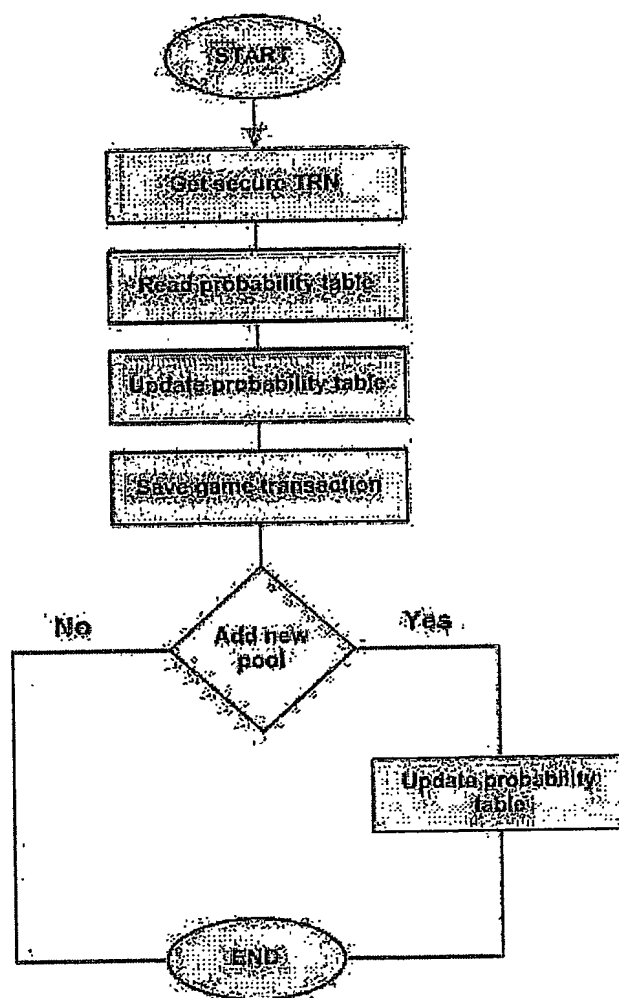 START
Get secure TRN
Read probability table
Update probability table
Save game transection
No
Yes
Add new
pool
Update probability
table
END